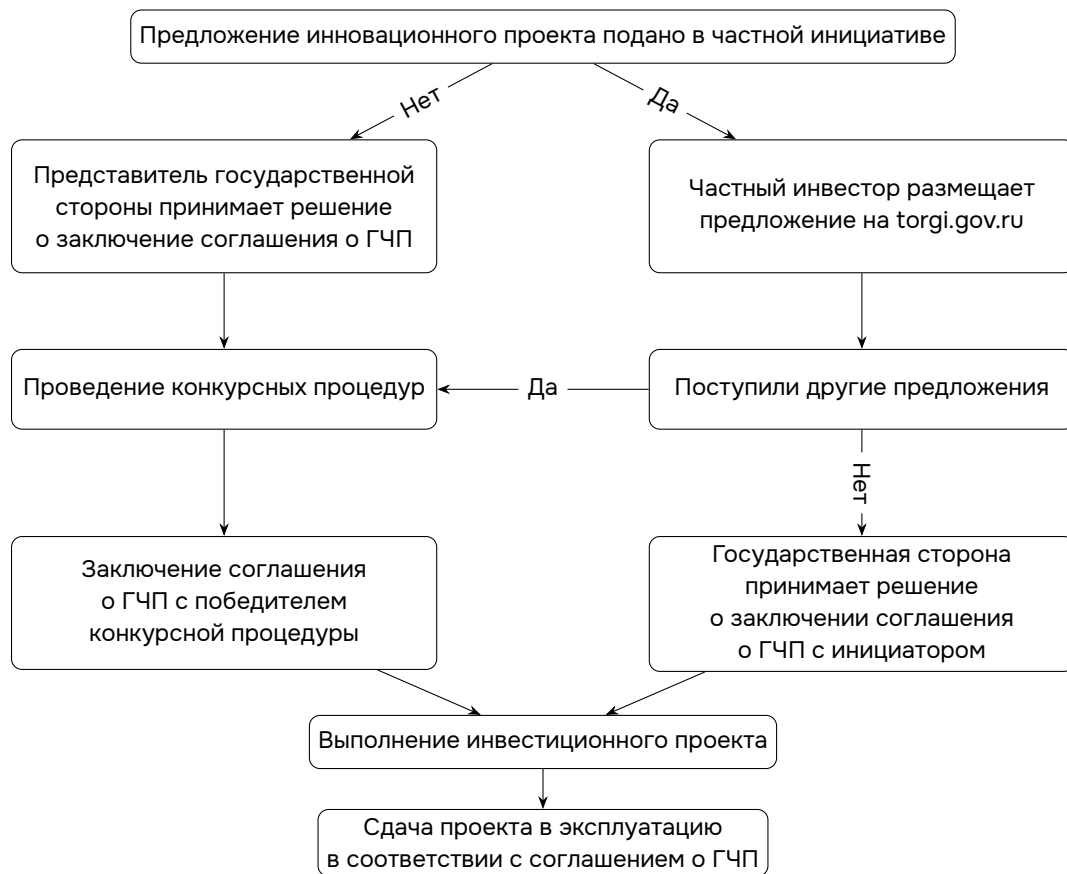 Предложение инновационного проекта подано в частной инициативе
Нет
Да
Представитель государственной
стороны принимает решение
о заключение соглашения о ГЧП
Частный инвестор размещает
предложение на torgi.gov.ru
Проведение конкурсных процедур
Да
Поступили другие предложения
Нет
Заключение соглашения
о ГЧП с победителем
конкурсной процедуры
Государственная сторона
принимает решение
о заключении соглашения
о ГЧП с инициатором
Выполнение инвестиционного проекта
Сдача проекта в эксплуатацию
в соответствии с соглашением о ГЧП